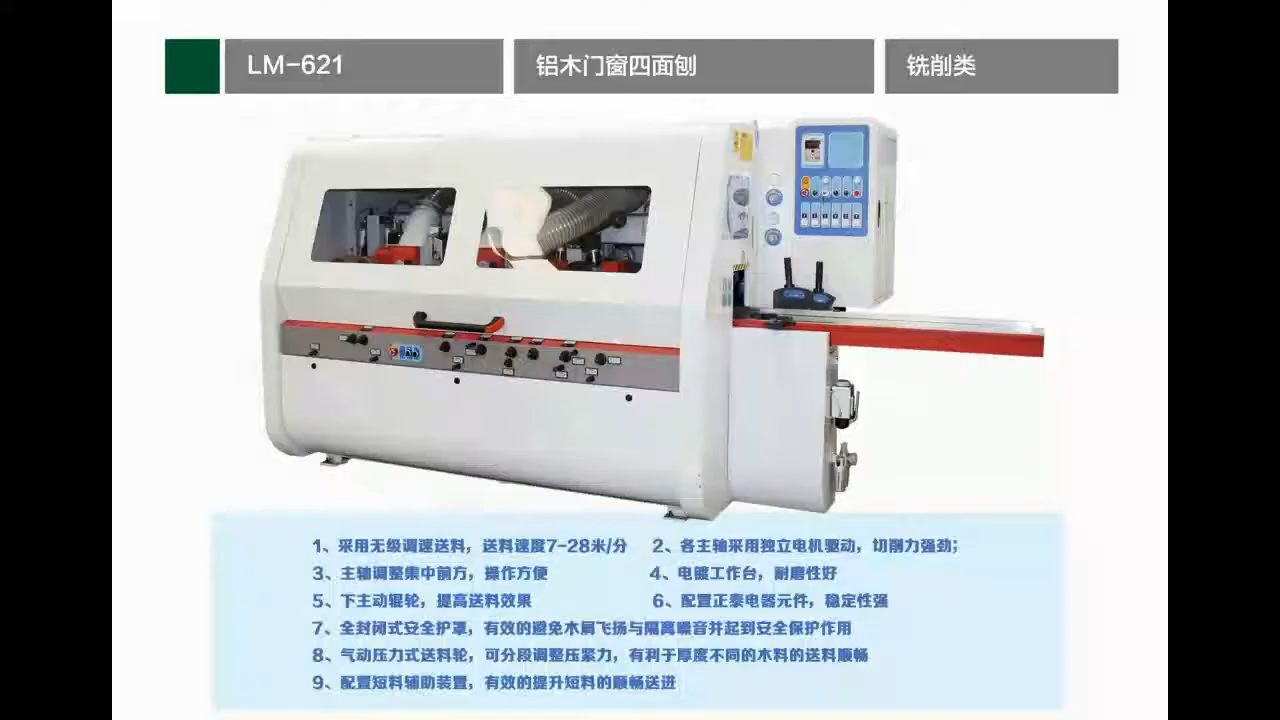 LM-621
铝木门窗四面刨
铣削类
1、采用无级调速送料，送料速度7-28米/分
2、各主轴采用独立电机驱动，切削力强劲；
3、主轴调整集中前方，操作方便
4、电镀工作台，耐磨性好
5、下主动辊轮，提高送料效果
6、配置正泰电器元件，稳定性强
7、全封闭式安全护罩，有效的避免木屑飞扬与隔离噪音并起到安全保护作用
8、气动压力式送料轮，可分段调整压紧力，有利于厚度不同的木料的送料顺畅
9、配置短料辅助装置，有效的提升短料的顺畅送进